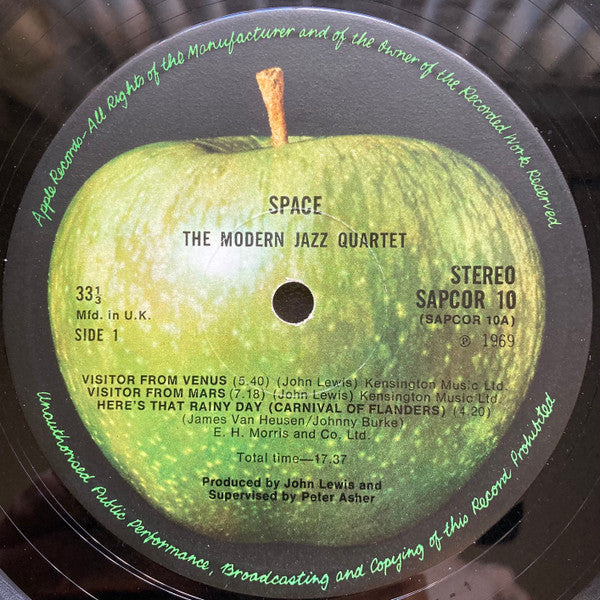 Apple Records-All Rights of the Manufacturer and of the Owner of the Recorded Work Reserved
SPACE
THE MODERN JAZZ QUARTET
33⅓
Mfd. in U.K.
SIDE 1
STEREO
SAPCOR 10
(SAPCOR 10A)
℗ 1969
VISITOR FROM VENUS (5.40) (John Lewis) Kensington Music Ltd.
VISITOR FROM MARS (7.18) (John Lewis) Kensington Music Ltd.
HERE'S THAT RAINY DAY (CARNIVAL OF FLANDERS) (4.20)
(James Van Heusen/Johnny Burke)
E. H. Morris and Co. Ltd.
Total time—17.37
Produced by John Lewis and
Supervised by Peter Asher
Unauthorised Public Performance, Broadcasting and Copying of this Record Prohibited